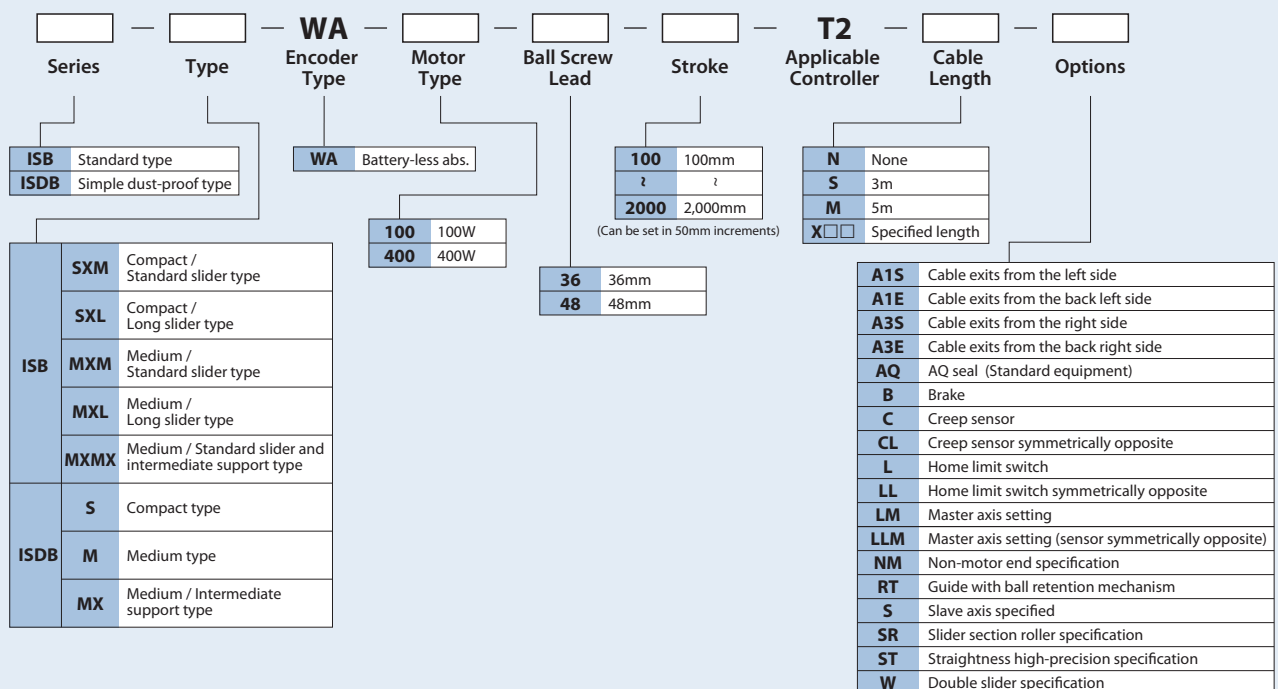 — — WA — — — — T2 — —
Series
Type
Encoder
Type
Motor
Type
Ball Screw
Lead
Stroke
Applicable
Controller
Cable
Length
Options
ISB Standard type
ISDB Simple dust-proof type
WA Battery-less abs.
100 100W
400 400W
36 36mm
48 48mm
100 100mm
≀ ≀
2000 2,000mm
(Can be set in 50mm increments)
N None
S 3m
M 5m
X□□ Specified length
ISB
SXM Compact /
Standard slider type
SXL Compact /
Long slider type
MXM Medium /
Standard slider type
MXL Medium /
Long slider type
MXMX Medium / Standard slider and
intermediate support type
ISDB
S Compact type
M Medium type
MX Medium / Intermediate
support type
A1S Cable exits from the left side
A1E Cable exits from the back left side
A3S Cable exits from the right side
A3E Cable exits from the back right side
AQ AQ seal (Standard equipment)
B Brake
C Creep sensor
CL Creep sensor symmetrically opposite
L Home limit switch
LL Home limit switch symmetrically opposite
LM Master axis setting
LLM Master axis setting (sensor symmetrically opposite)
NM Non-motor end specification
RT Guide with ball retention mechanism
S Slave axis specified
SR Slider section roller specification
ST Straightness high-precision specification
W Double slider specification